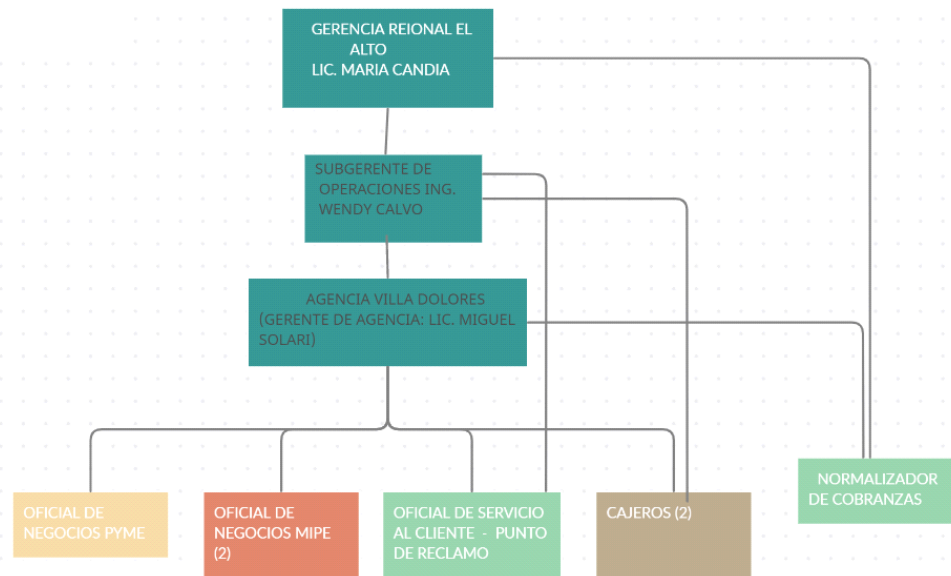 GERENCIA REIONAL EL
ALTO
LIC. MARIA CANDIA
SUBGERENTE DE
OPERACIONES ING.
WENDY CALVO
AGENCIA VILLA DOLORES
(GERENTE DE AGENCIA: LIC. MIGUEL
SOLARI)
OFICIAL DE
NEGOCIOS PYME
OFICIAL DE
NEGOCIOS MIPE
(2)
OFICIAL DE SERVICIO
AL CLIENTE - PUNTO
DE RECLAMO
CAJEROS (2)
NORMALIZADOR
DE COBRANZAS